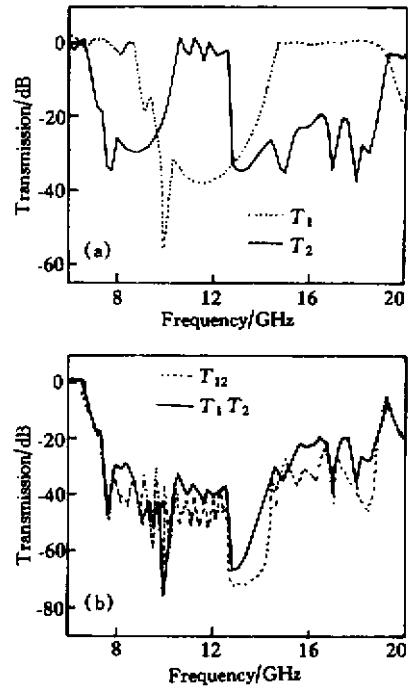 0
-20
-40
-60
Transmission/dB
(a)
T₁
T₂
8 12 16 20
Frequency/GHz
T₁₂
T₁ T₂
0
-20
-40
-60
-80
Transmission/dB
(b)
8 12 16 20
Frequency/GHz